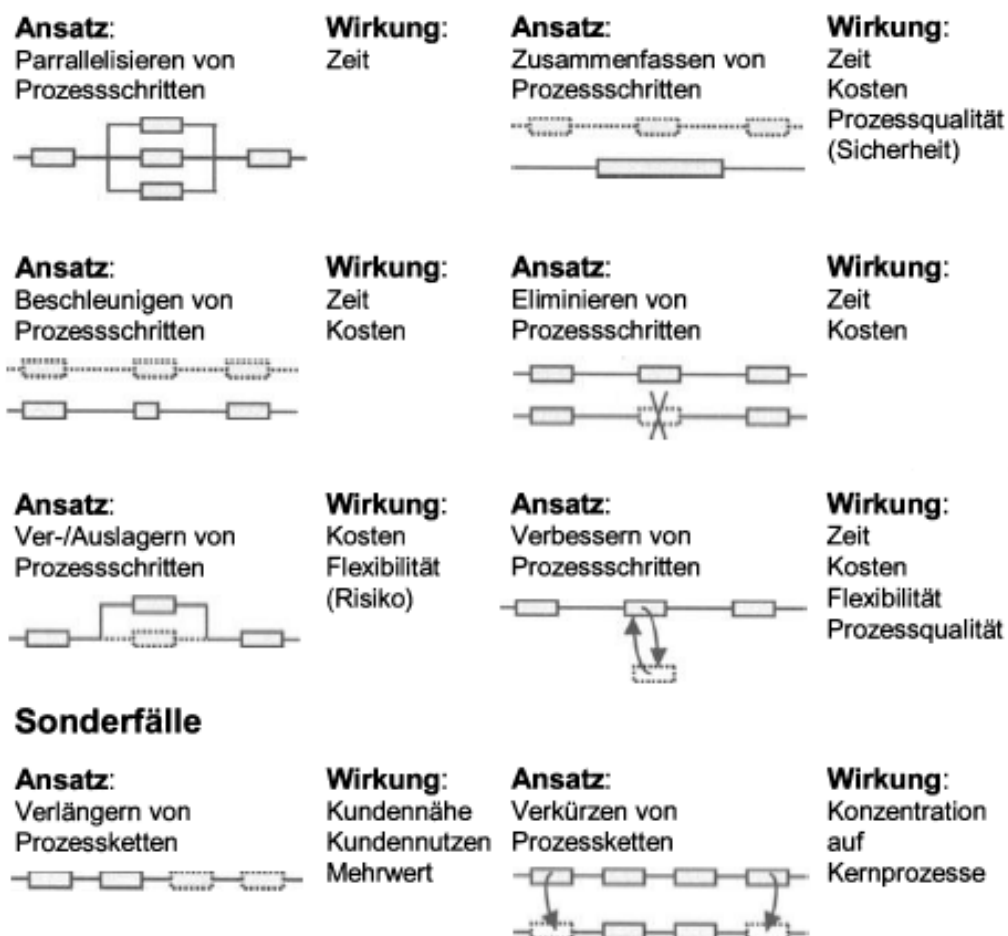 Ansatz:
Parrallelisieren von
Prozessschritten
Wirkung:
Zeit
Ansatz:
Zusammenfassen von
Prozessschritten
Wirkung:
Zeit
Kosten
Prozessqualität
(Sicherheit)
Ansatz:
Beschleunigen von
Prozessschritten
Wirkung:
Zeit
Kosten
Ansatz:
Eliminieren von
Prozessschritten
Wirkung:
Zeit
Kosten
Ansatz:
Ver-/Auslagern von
Prozessschritten
Wirkung:
Kosten
Flexibilität
(Risiko)
Ansatz:
Verbessern von
Prozessschritten
Wirkung:
Zeit
Kosten
Flexibilität
Prozessqualität
Sonderfälle
Ansatz:
Verlängern von
Prozessketten
Wirkung:
Kundennähe
Kundennutzen
Mehrwert
Ansatz:
Verkürzen von
Prozessketten
Wirkung:
Konzentration
auf
Kernprozesse